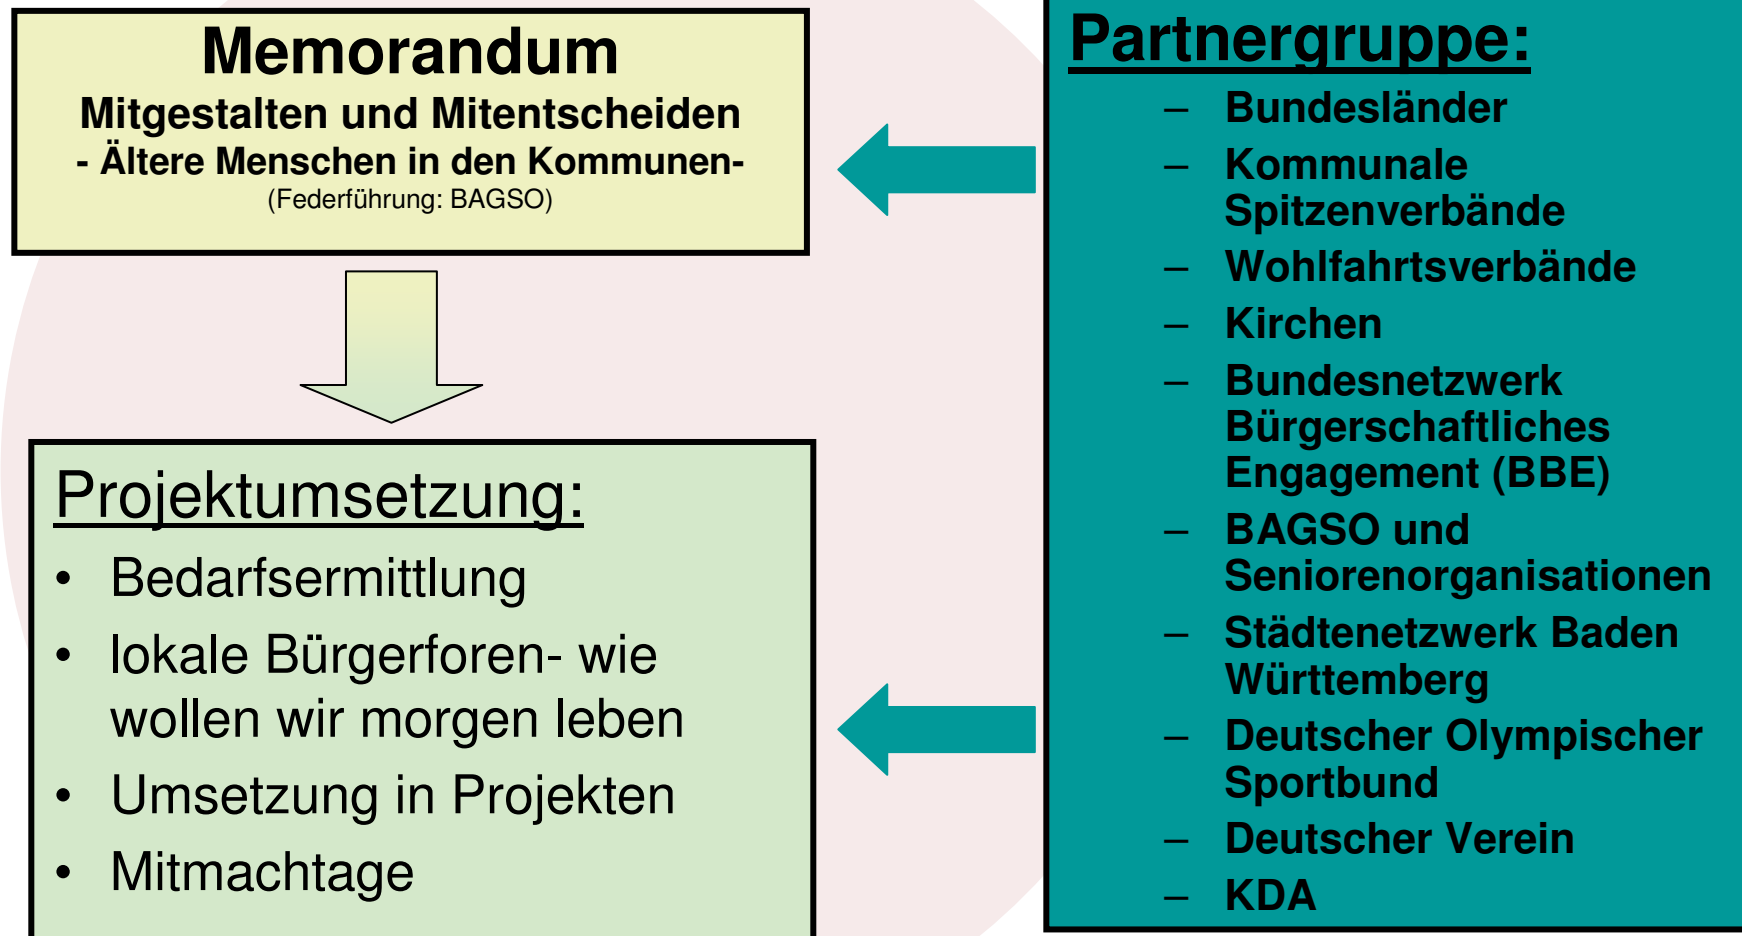 Memorandum
Mitgestalten und Mitentscheiden
- Ältere Menschen in den Kommunen-
(Federführung: BAGSO)
Projektumsetzung:
• Bedarfsermittlung
• lokale Bürgerforen- wie
wollen wir morgen leben
• Umsetzung in Projekten
• Mitmachtage
Partnergruppe:
– Bundesländer
– Kommunale
Spitzenverbände
– Wohlfahrtsverbände
– Kirchen
– Bundesnetzwerk
Bürgerschaftliches
Engagement (BBE)
– BAGSO und
Seniorenorganisationen
– Städtenetzwerk Baden
Württemberg
– Deutscher Olympischer
Sportbund
– Deutscher Verein
– KDA